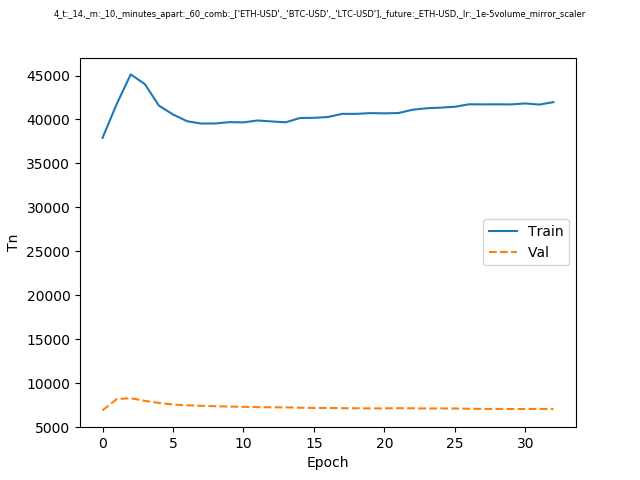 4_t:_14,_m:_10,_minutes_apart:_60_comb:_['ETH-USD',_'BTC-USD',_'LTC-USD'],_future:_ETH-USD,_lr:_1e-5volume_mirror_scaler
45000
40000
35000
30000
25000
20000
15000
10000
5000
Tn
Train
Val
0 5 10 15 20 25 30
Epoch